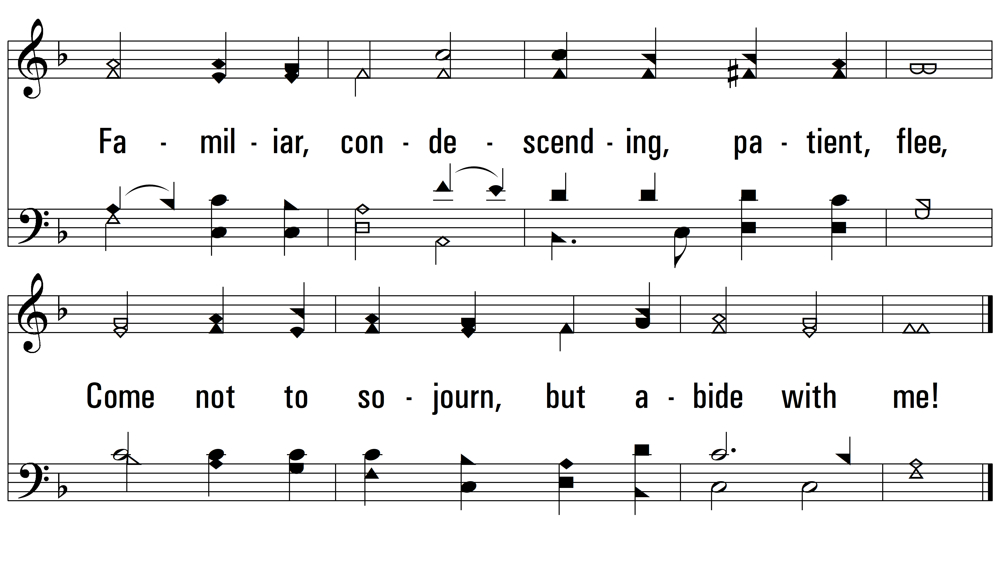 Fa - mil - iar, con - de - scend - ing, pa - tient, flee,
Come not to so - journ, but a - bide with me!